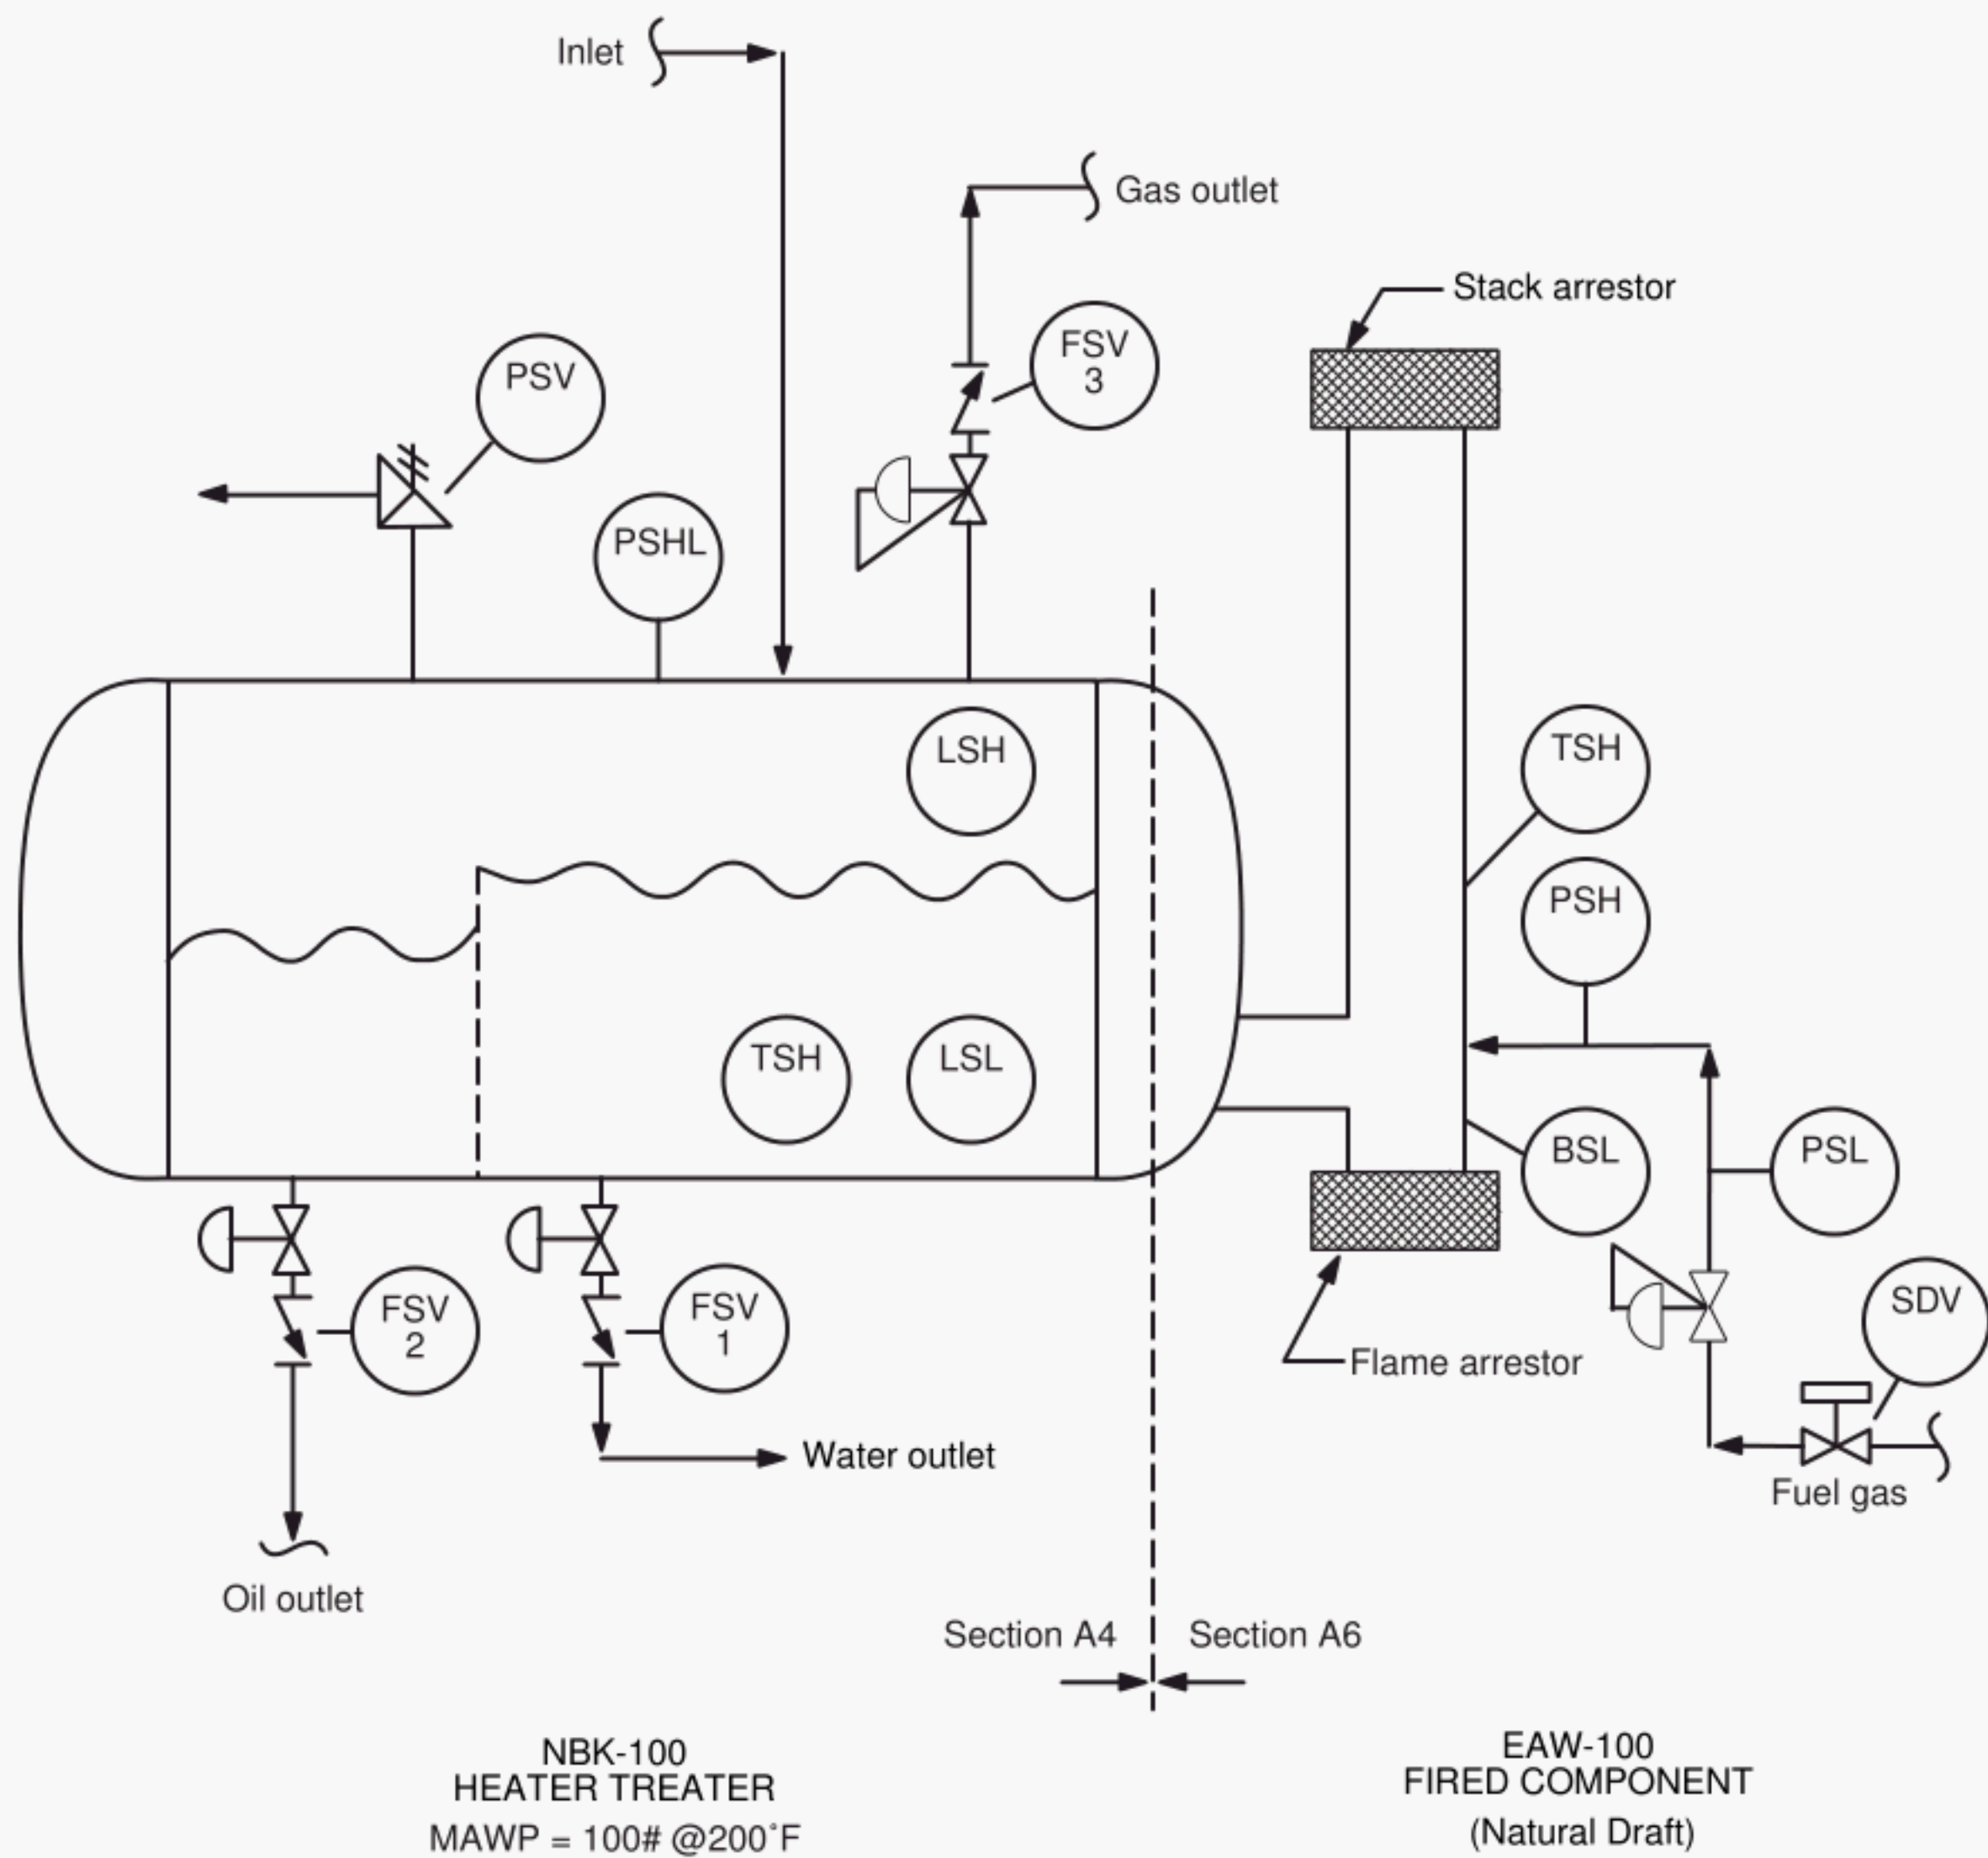 Inlet
Gas outlet
Stack arrestor
FSV
3
PSV
PSHL
LSH
TSH
PSH
TSH
LSL
BSL
PSL
SDV
FSV
2
FSV
1
Flame arrestor
Water outlet
Fuel gas
Oil outlet
Section A4
Section A6
NBK-100
HEATER TREATER
MAWP = 100# @200˚F
EAW-100
FIRED COMPONENT
(Natural Draft)